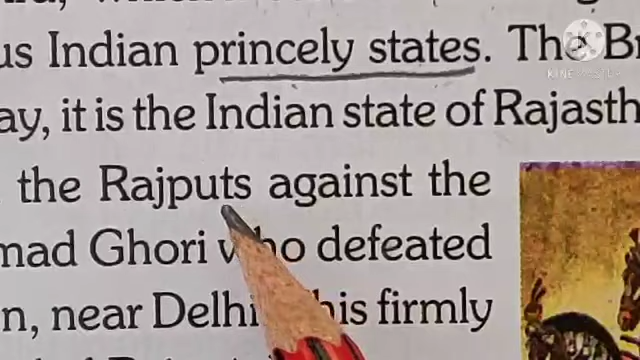 us Indian princely states. The Br
ay, it is the Indian state of Rajasth
the Rajputs against the
mad Ghori who defeated
n, near Delhi his firmly
KINEMASTER